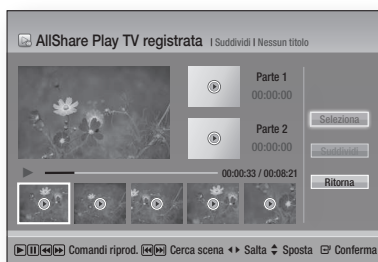 AllShare Play TV registrata | Suddividi | Nessun titolo
Parte 1
00:00:00
Parte 2
00:00:00
Seleziona
Suddividi
Ritorna
00:00:33 / 00:08:21
Comandi riprod. Cerca scena Salta Sposta Conferma